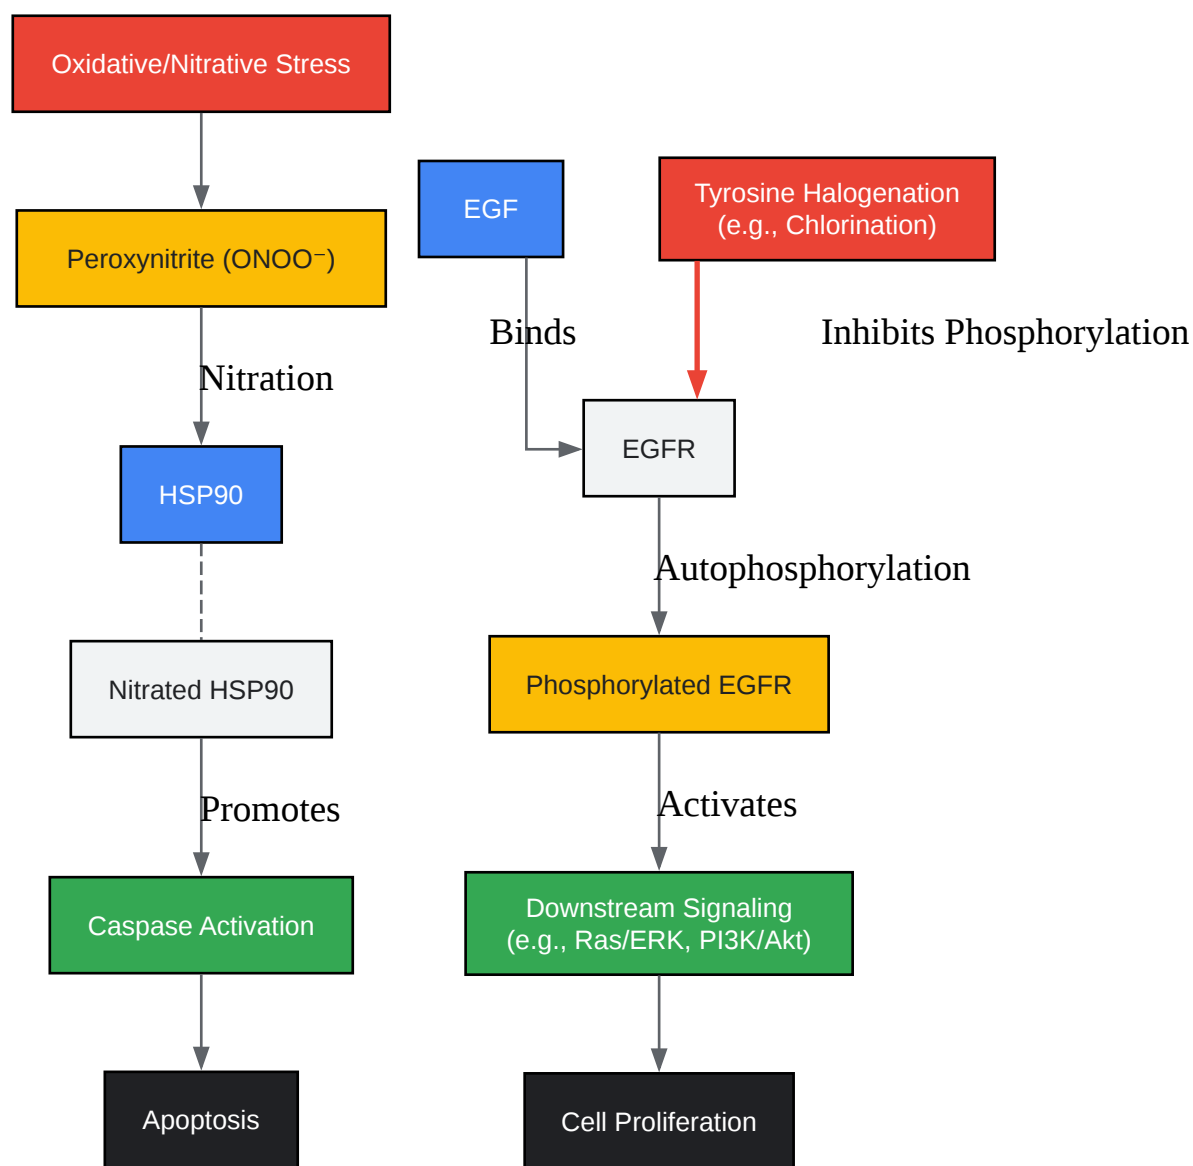 Oxidative/Nitrative Stress
Peroxynitrite (ONOO⁻)
Nitration
HSP90
Nitrated HSP90
Promotes
Caspase Activation
Apoptosis
EGF
Tyrosine Halogenation
(e.g., Chlorination)
Binds
Inhibits Phosphorylation
EGFR
Autophosphorylation
Phosphorylated EGFR
Activates
Downstream Signaling
(e.g., Ras/ERK, PI3K/Akt)
Cell Proliferation